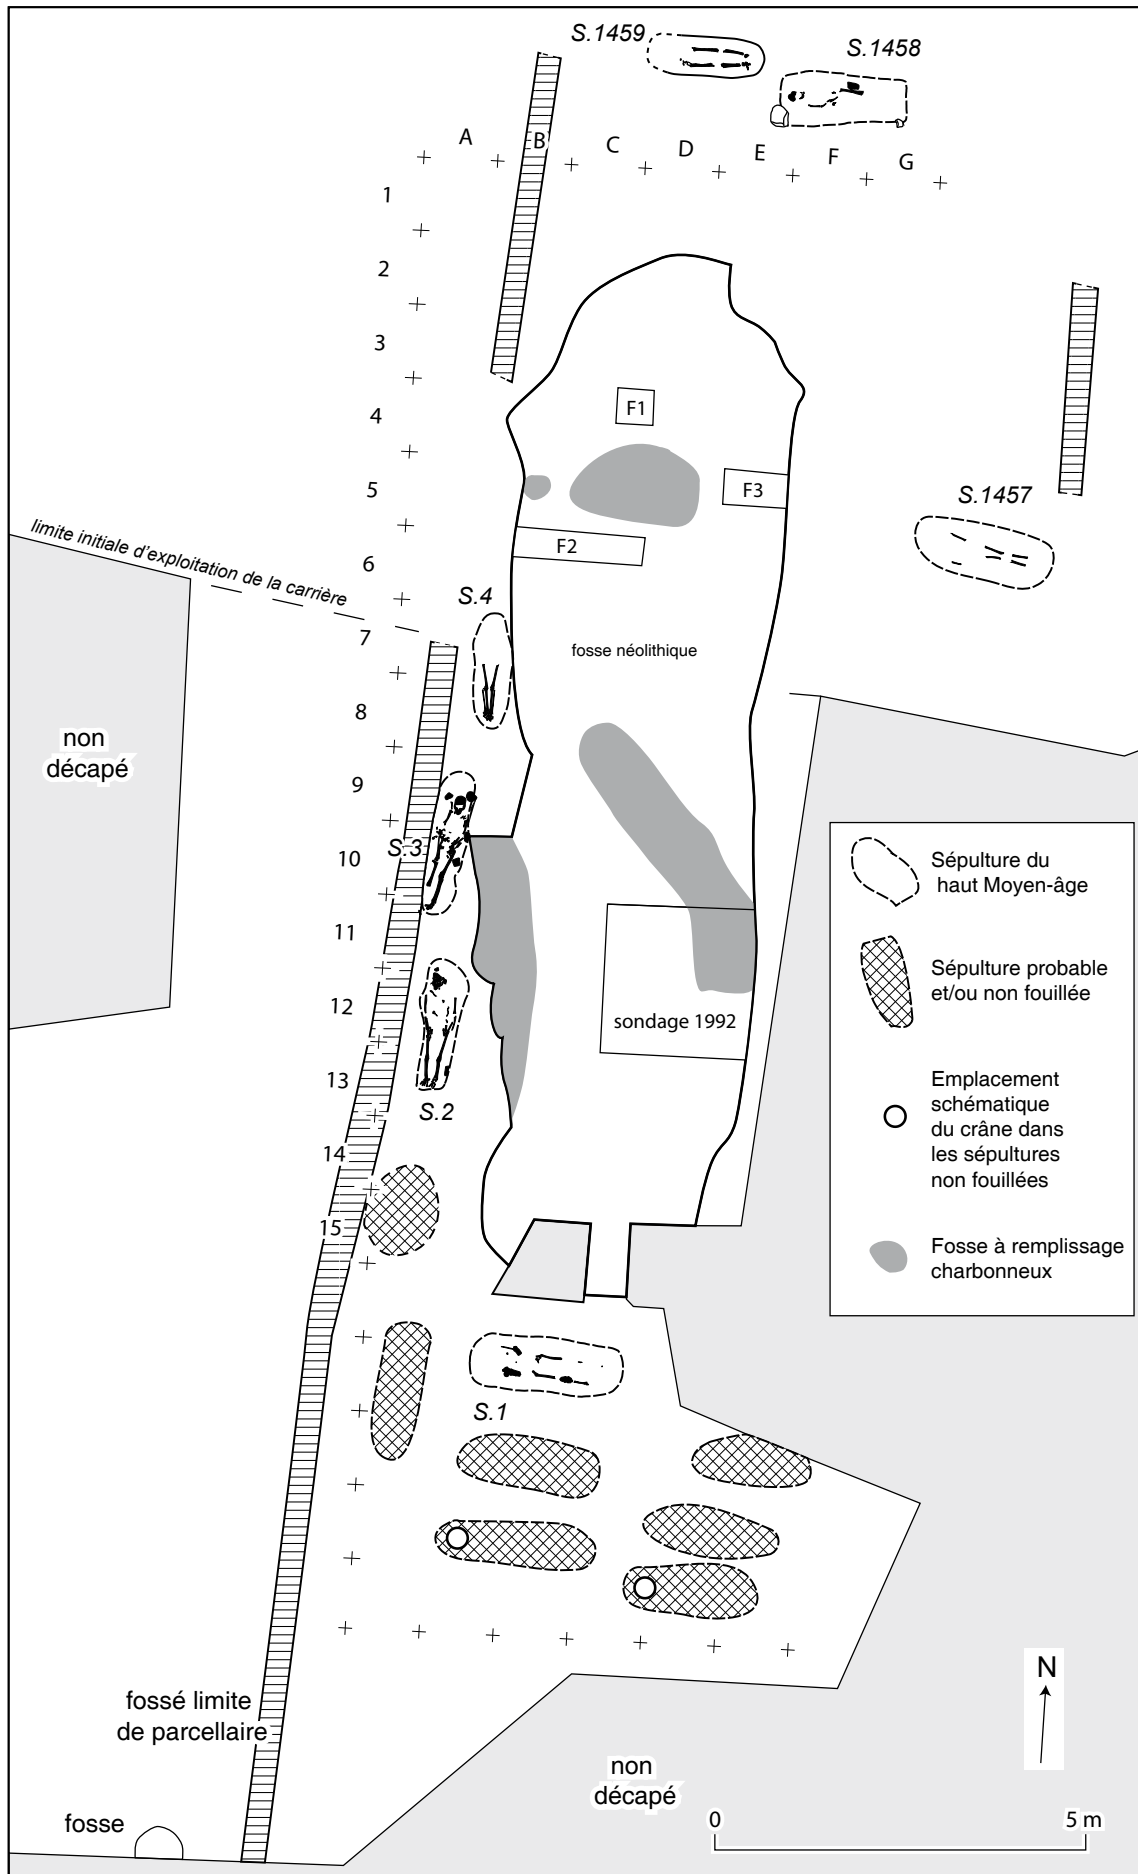 S.1459
S.1458
A B C D E F G
1
2
3
4
F1
5
F3
S.1457
F2
6
limite initiale d'exploitation de la carrière
S.4
7
fosse néolithique
8
non
décapé
9
S.3
10
Sépulture du
haut Moyen-âge
11
Sépulture probable
et/ou non fouillée
12
sondage 1992
13
S.2
Emplacement
schématique
du crâne dans
les sépultures
non fouillées
14
15
Fosse à remplissage
charbonneux
S.1
N
fossé limite
de parcellaire
non
décapé
0 5 m
fosse